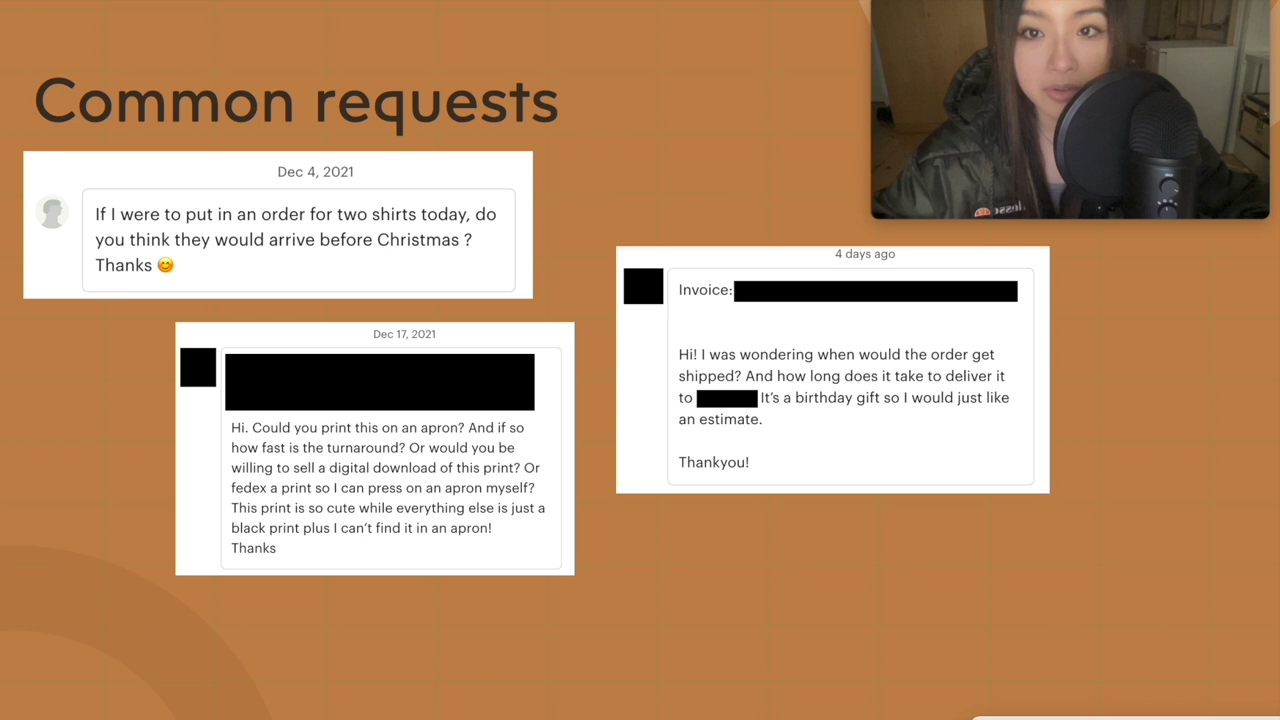 Common requests
Dec 4, 2021
If I were to put in an order for two shirts today, do
you think they would arrive before Christmas ?
Thanks 😊
Dec 17, 2021
Hi. Could you print this on an apron? And if so
how fast is the turnaround? Or would you be
willing to sell a digital download of this print? Or
fedex a print so I can press on an apron myself?
This print is so cute while everything else is just a
black print plus I can’t find it in an apron!
Thanks
4 days ago
Invoice:
Hi! I was wondering when would the order get
shipped? And how long does it take to deliver it
to It’s a birthday gift so I would just like
an estimate.
Thankyou!